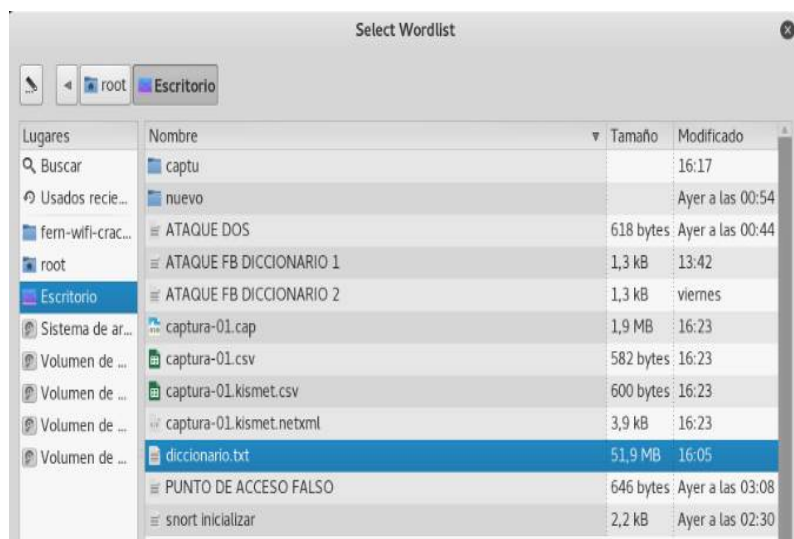 Select Wordlist
root Escritorio
Lugares Nombre Tamaño Modificado
Buscar captu 16:17
Usados recie... nuevo Ayer a las 00:54
fern-wifi-crac... ATAQUE DOS 618 bytes Ayer a las 00:44
root ATAQUE FB DICCIONARIO 1 1,3 kB 13:42
Escritorio ATAQUE FB DICCIONARIO 2 1,3 kB viernes
Sistema de ar... captura-01.cap 1,9 MB 16:23
Volumen de ... captura-01.csv 582 bytes 16:23
Volumen de ... captura-01.kismet.csv 600 bytes 16:23
Volumen de ... captura-01.kismet.netxml 3,9 kB 16:23
Volumen de ... diccionario.txt 51,9 MB 16:05
PUNTO DE ACCESO FALSO 646 bytes Ayer a las 03:08
snort inicializar 2,2 kB Ayer a las 02:30